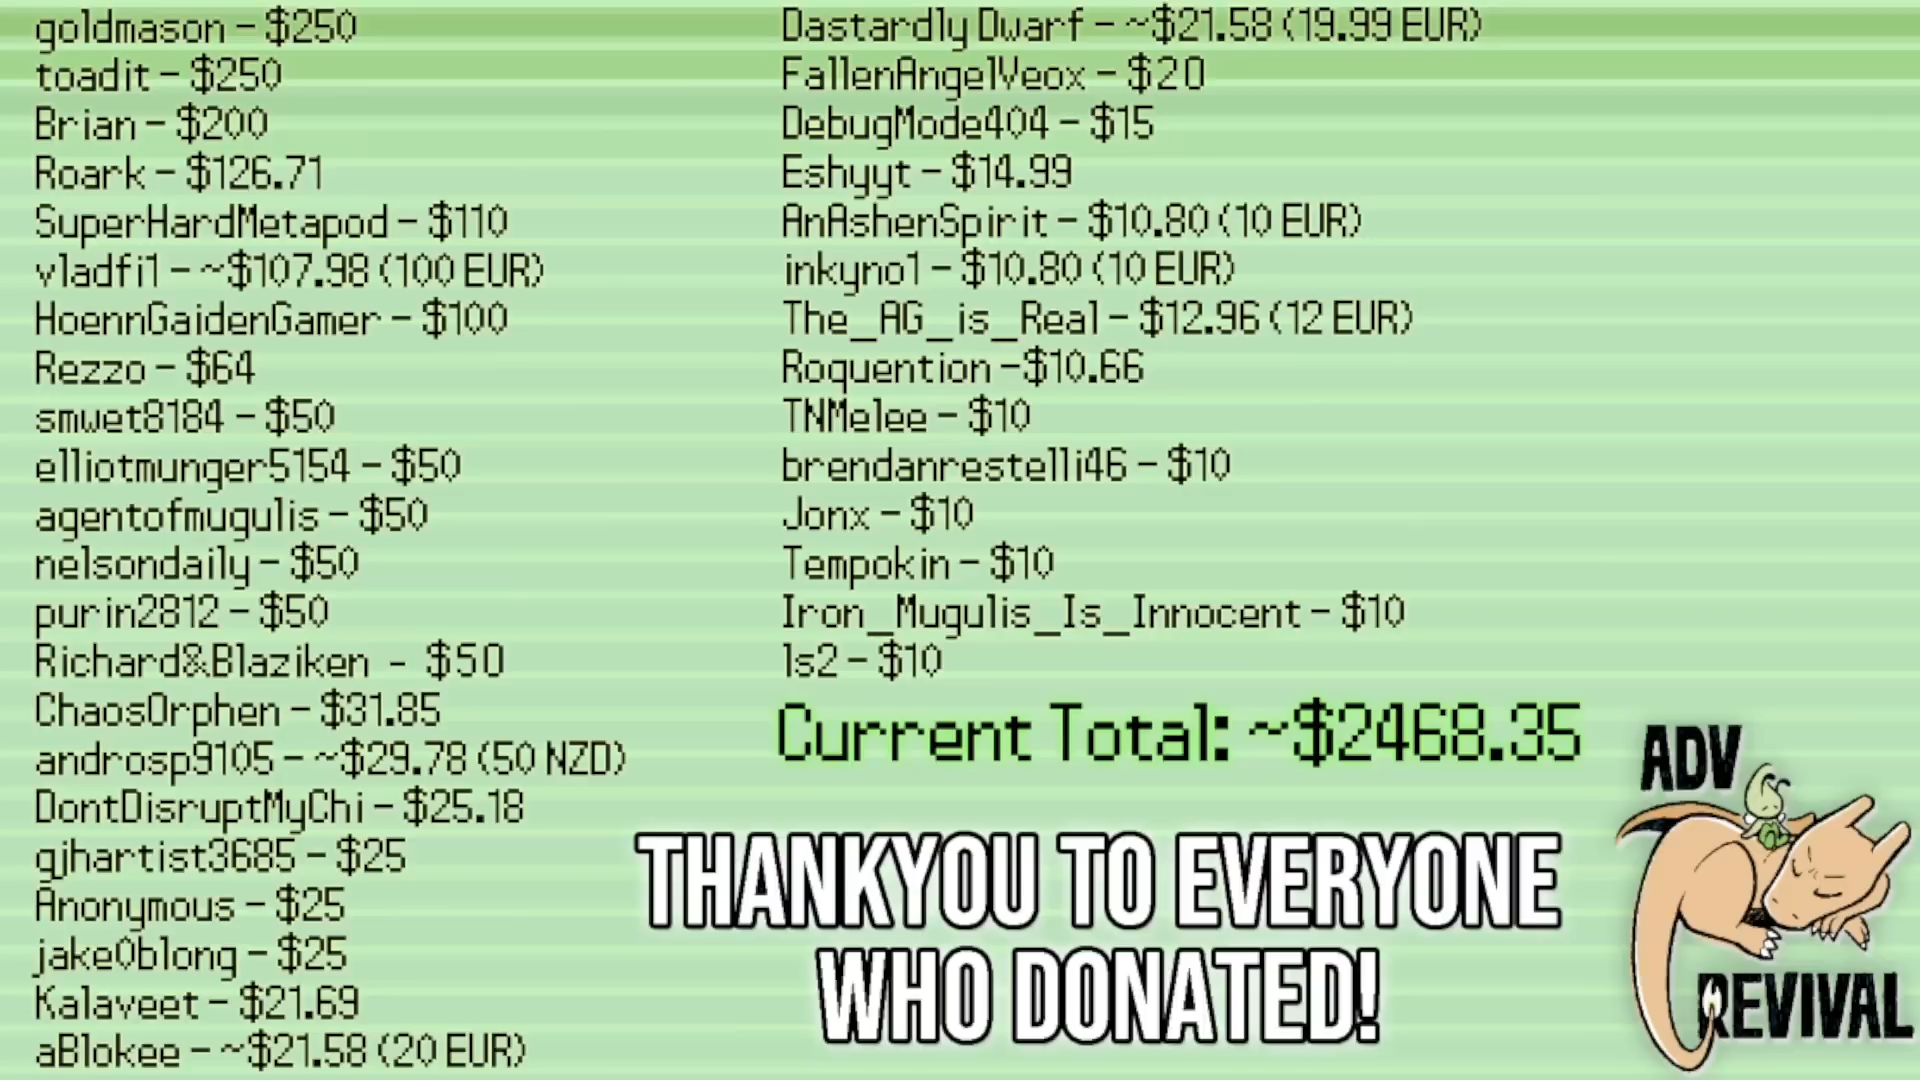 goldmason - $250
toadit - $250
Brian - $200
Roark - $126.71
SuperHardMetapod - $110
vladfi1 - ~$107.98 (100 EUR)
HoennGaidenGamer - $100
Rezzo - $64
smwet8184 - $50
elliotmunger5154 - $50
agentofmugulis - $50
nelsondaily - $50
purin2812 - $50
Richard&Blaziken - $50
ChaosOrphen - $31.85
androsp9105 - ~$29.78 (50 NZD)
DontDisruptMyChi - $25.18
gjhartist3685 - $25
Anonymous - $25
jakeOblong - $25
Kalaveet - $21.69
aBlokee - ~$21.58 (20 EUR)
Dastardly Dwarf - ~$21.58 (19.99 EUR)
FallenAngelVeox - $20
DebugMode404 - $15
Eshyyt - $14.99
AnAshenSpirit - $10.80 (10 EUR)
inkyno1 - $10.80 (10 EUR)
The_AG_is_Real - $12.96 (12 EUR)
Roquention -$10.66
TNMelee - $10
brendanrestelli46 - $10
Jonx - $10
Tempokin - $10
Iron_Mugulis_Is_Innocent - $10
ls2 - $10
Current Total: ~$2468.35
THANKYOU TO EVERYONE
WHO DONATED!
ADV
REVIVAL